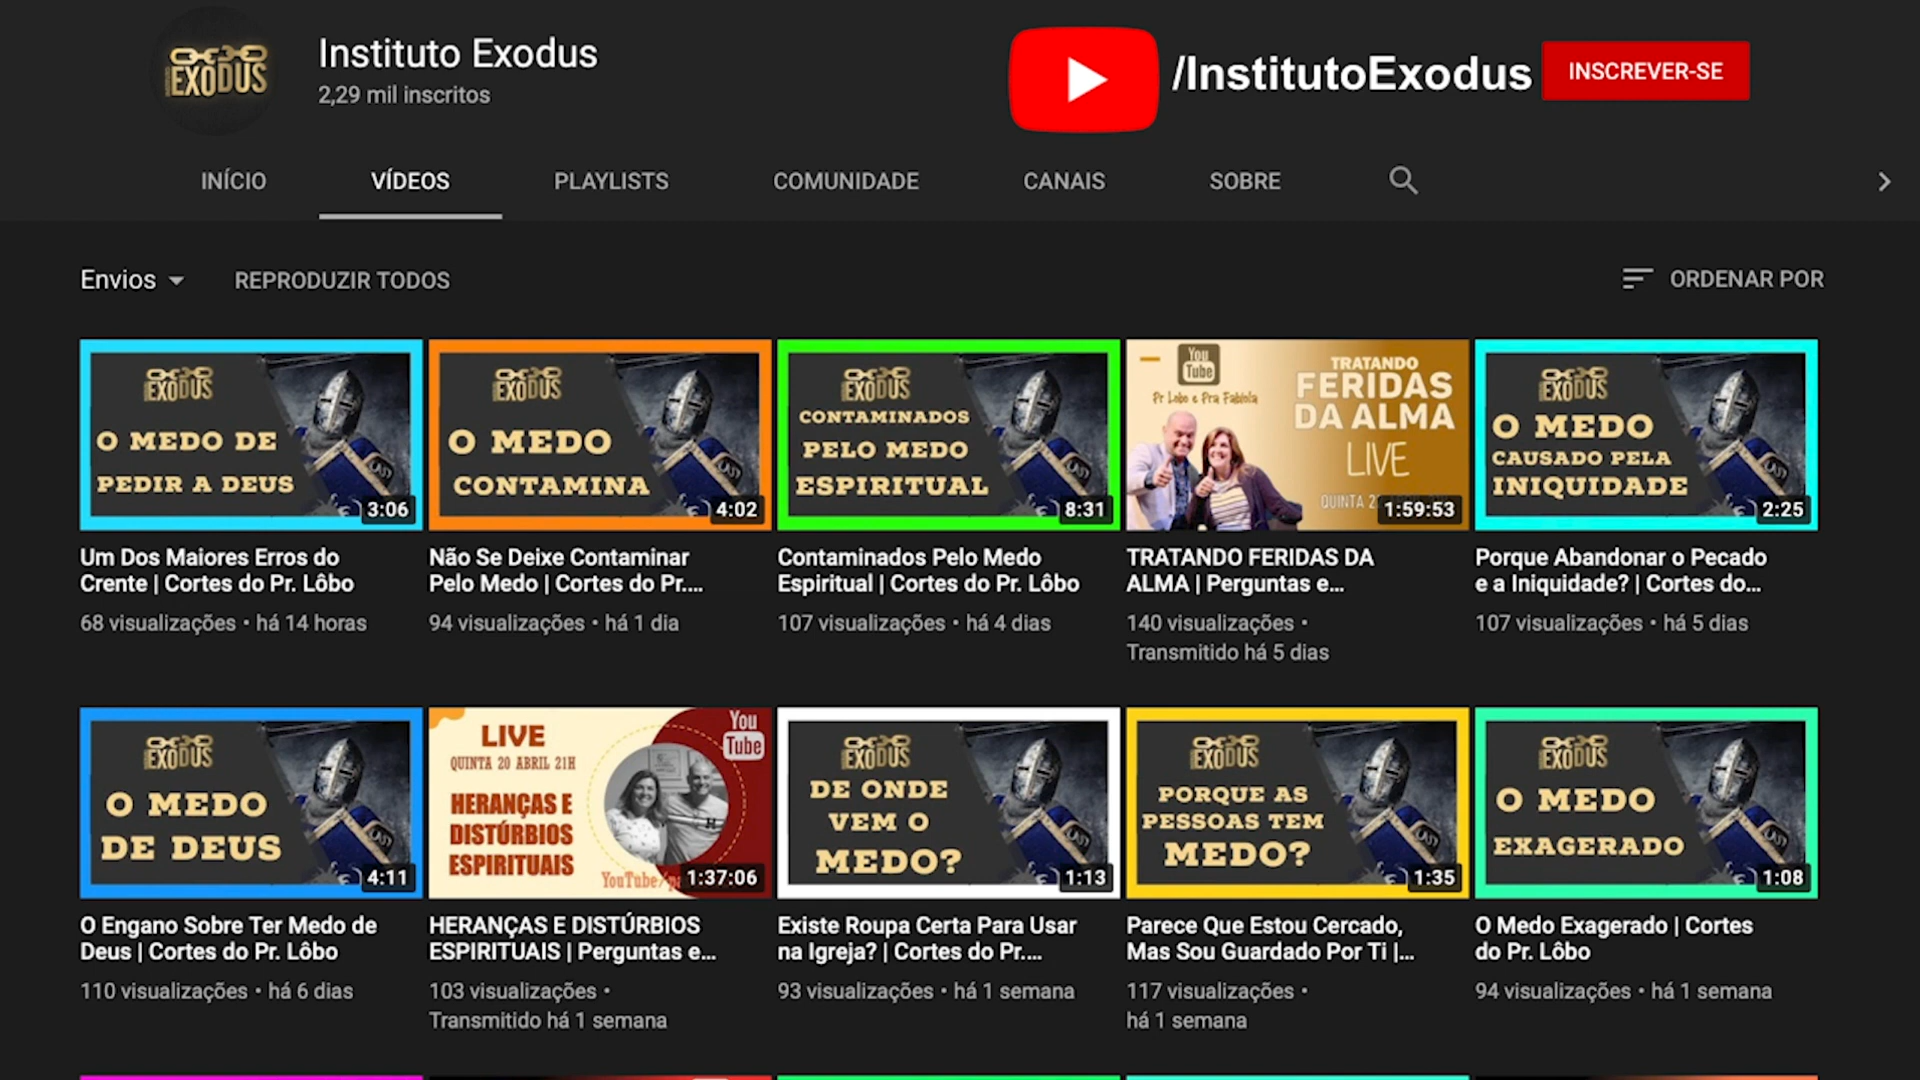 EXODUS
Instituto Exodus
2,29 mil inscritos
/InstitutoExodus
INSCREVER-SE
INÍCIO
VÍDEOS
PLAYLISTS
COMUNIDADE
CANAIS
SOBRE
Envios
REPRODUZIR TODOS
ORDENAR POR
EXODUS
O MEDO DE
PEDIR A DEUS
3:06
EXODUS
O MEDO
CONTAMINA
4:02
EXODUS
CONTAMINADOS
PELO MEDO
ESPIRITUAL
8:31
You
Tube
Pr Lobo e Pra Fabíola
TRATANDO
FERIDAS
DA ALMA
LIVE
QUINTA
1:59:53
EXODUS
O MEDO
CAUSADO PELA
INIQUIDADE
2:25
Um Dos Maiores Erros do
Crente | Cortes do Pr. Lôbo
68 visualizações • há 14 horas
Não Se Deixe Contaminar
Pelo Medo | Cortes do Pr....
94 visualizações • há 1 dia
Contaminados Pelo Medo
Espiritual | Cortes do Pr. Lôbo
107 visualizações • há 4 dias
TRATANDO FERIDAS DA
ALMA | Perguntas e...
140 visualizações •
Transmitido há 5 dias
Porque Abandonar o Pecado
e a Iniquidade? | Cortes do...
107 visualizações • há 5 dias
EXODUS
O MEDO
DE DEUS
4:11
LIVE
QUINTA 20 ABRIL 21H
HERANÇAS E
DISTÚRBIOS
ESPIRITUAIS
You
Tube
YouTube/p
1:37:06
EXODUS
DE ONDE
VEM O
MEDO?
1:13
EXODUS
PORQUE AS
PESSOAS TEM
MEDO?
1:35
EXODUS
O MEDO
EXAGERADO
1:08
O Engano Sobre Ter Medo de
Deus | Cortes do Pr. Lôbo
110 visualizações • há 6 dias
HERANÇAS E DISTÚRBIOS
ESPIRITUAIS | Perguntas e...
103 visualizações •
Transmitido há 1 semana
Existe Roupa Certa Para Usar
na Igreja? | Cortes do Pr....
93 visualizações • há 1 semana
Parece Que Estou Cercado,
Mas Sou Guardado Por Ti |...
117 visualizações •
há 1 semana
O Medo Exagerado | Cortes
do Pr. Lôbo
94 visualizações • há 1 semana